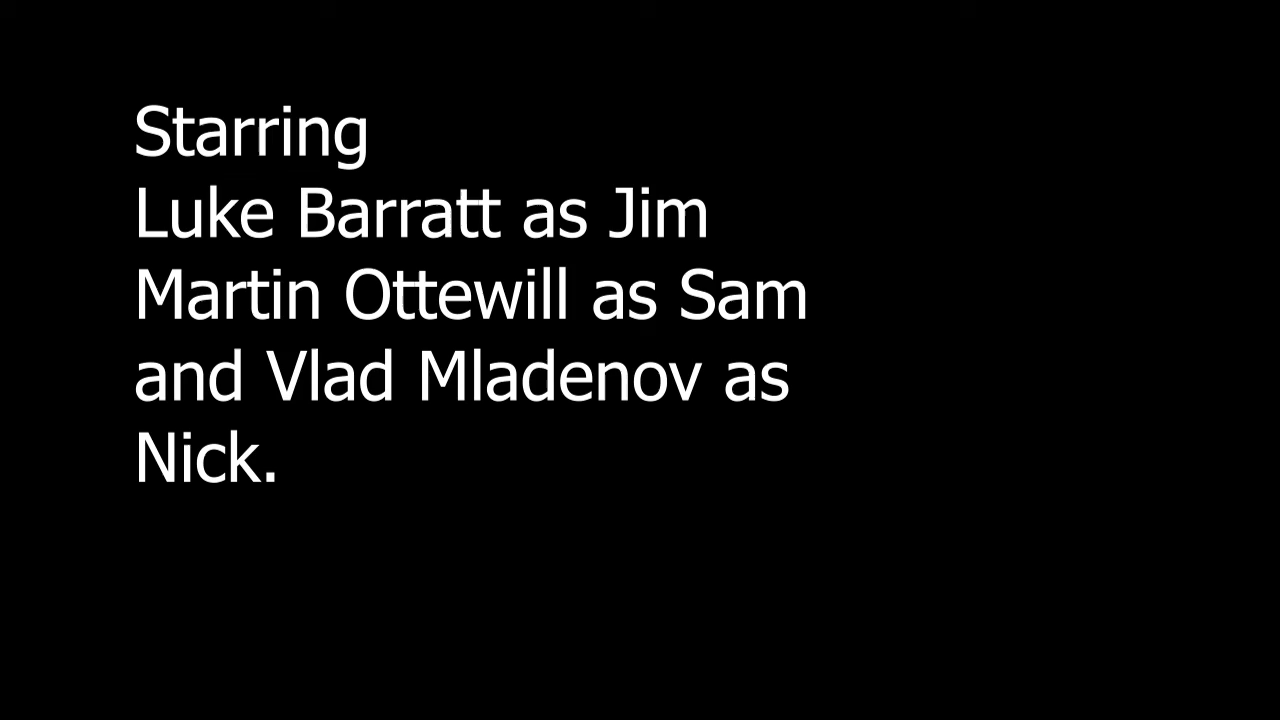 Starring
Luke Barratt as Jim
Martin Ottewill as Sam
and Vlad Mladenov as
Nick.